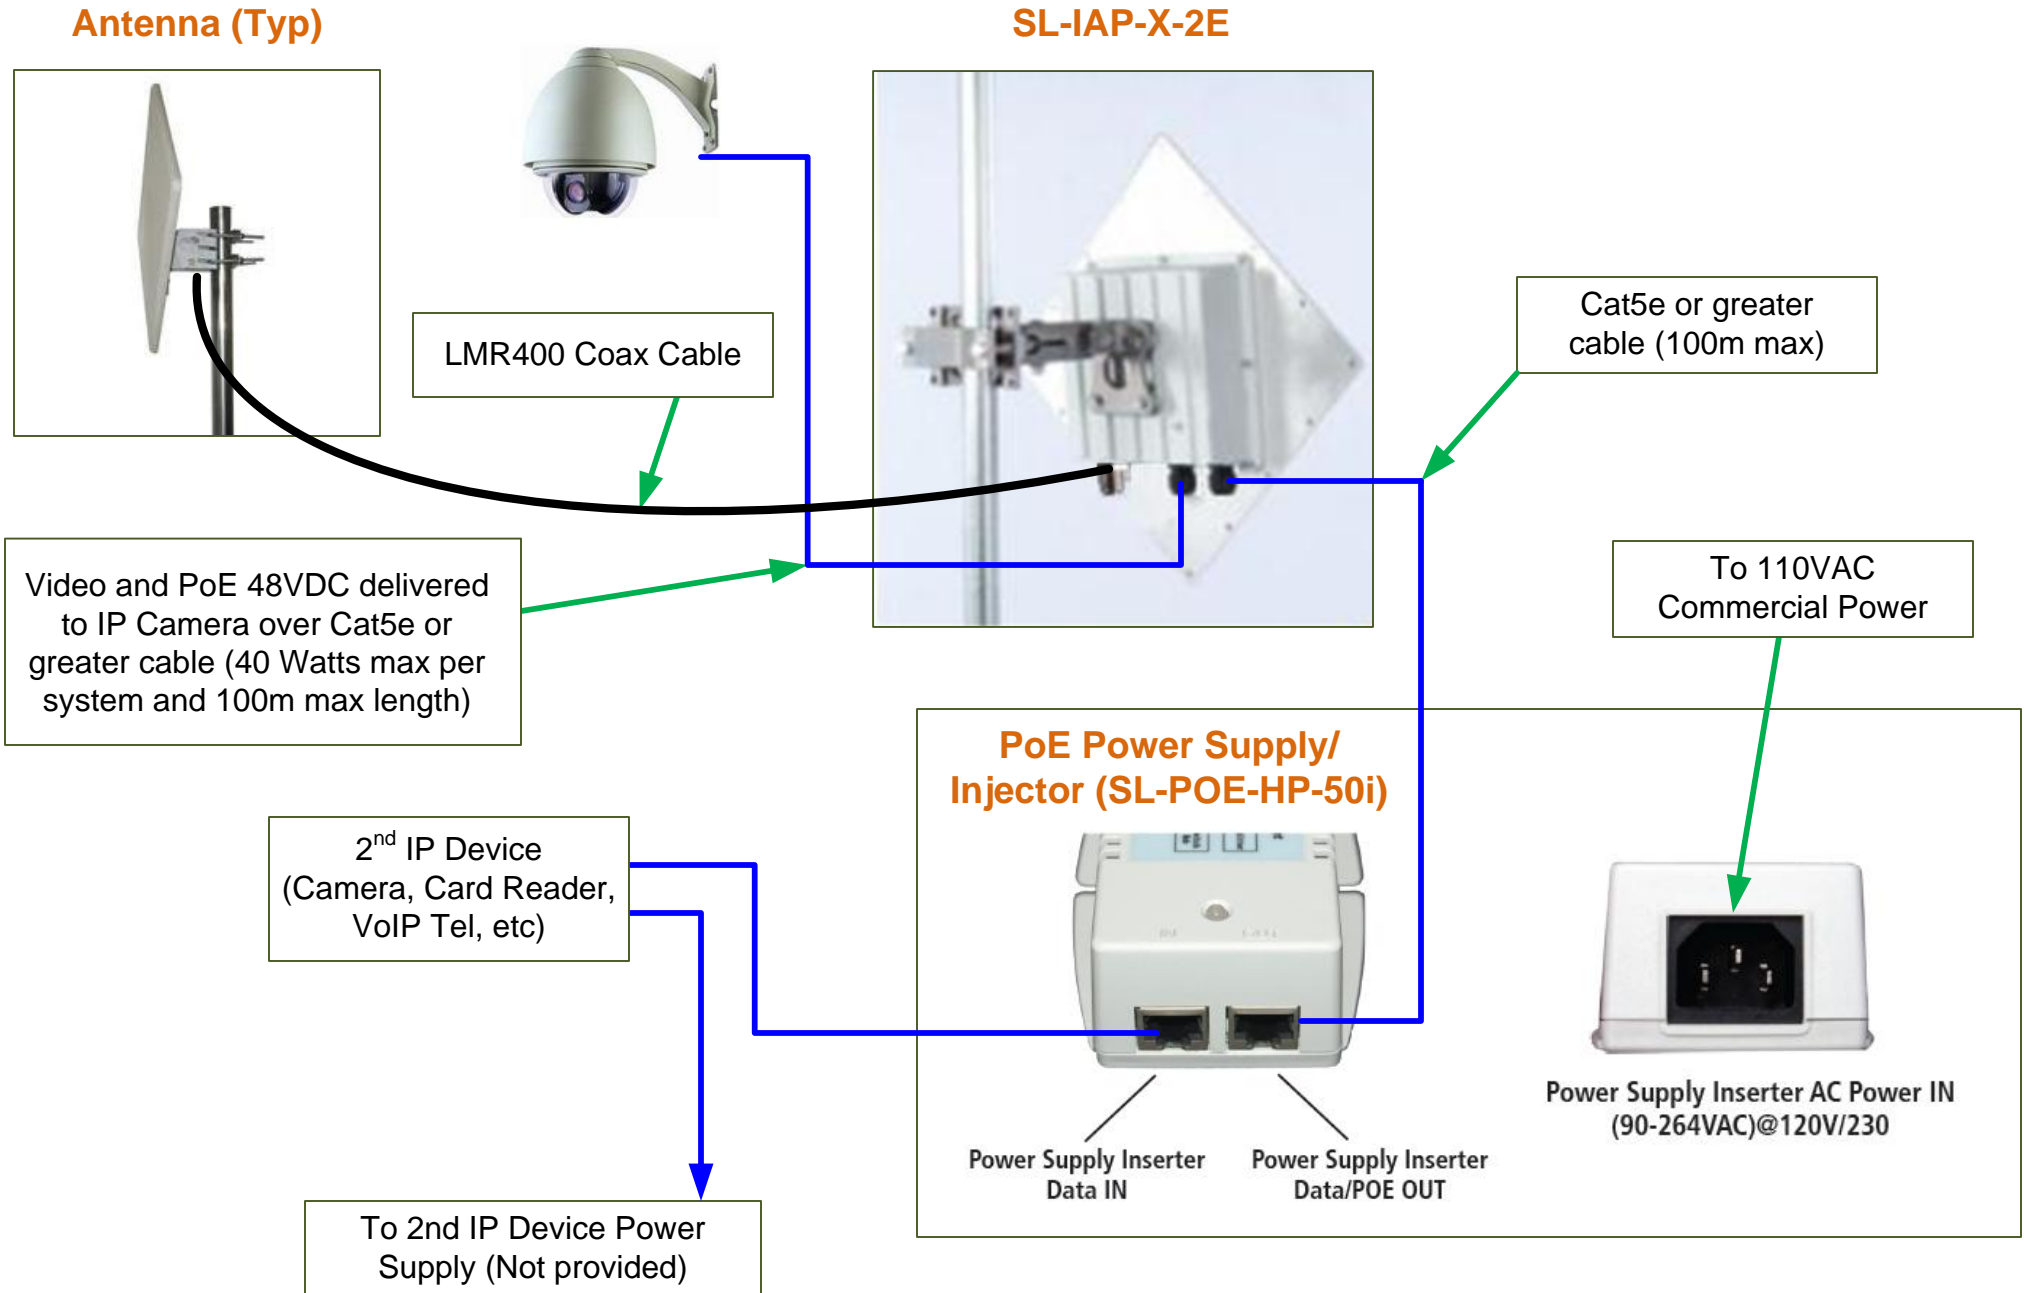 Antenna (Typ)
SL-IAP-X-2E
LMR400 Coax Cable
Cat5e or greater
cable (100m max)
Video and PoE 48VDC delivered
to IP Camera over Cat5e or
greater cable (40 Watts max per
system and 100m max length)
To 110VAC
Commercial Power
PoE Power Supply/
Injector (SL-POE-HP-50i)
2nd IP Device
(Camera, Card Reader,
VoIP Tel, etc)
Power Supply Inserter
Data IN
Power Supply Inserter
Data/POE OUT
Power Supply Inserter AC Power IN
(90-264VAC)@120V/230
To 2nd IP Device Power
Supply (Not provided)